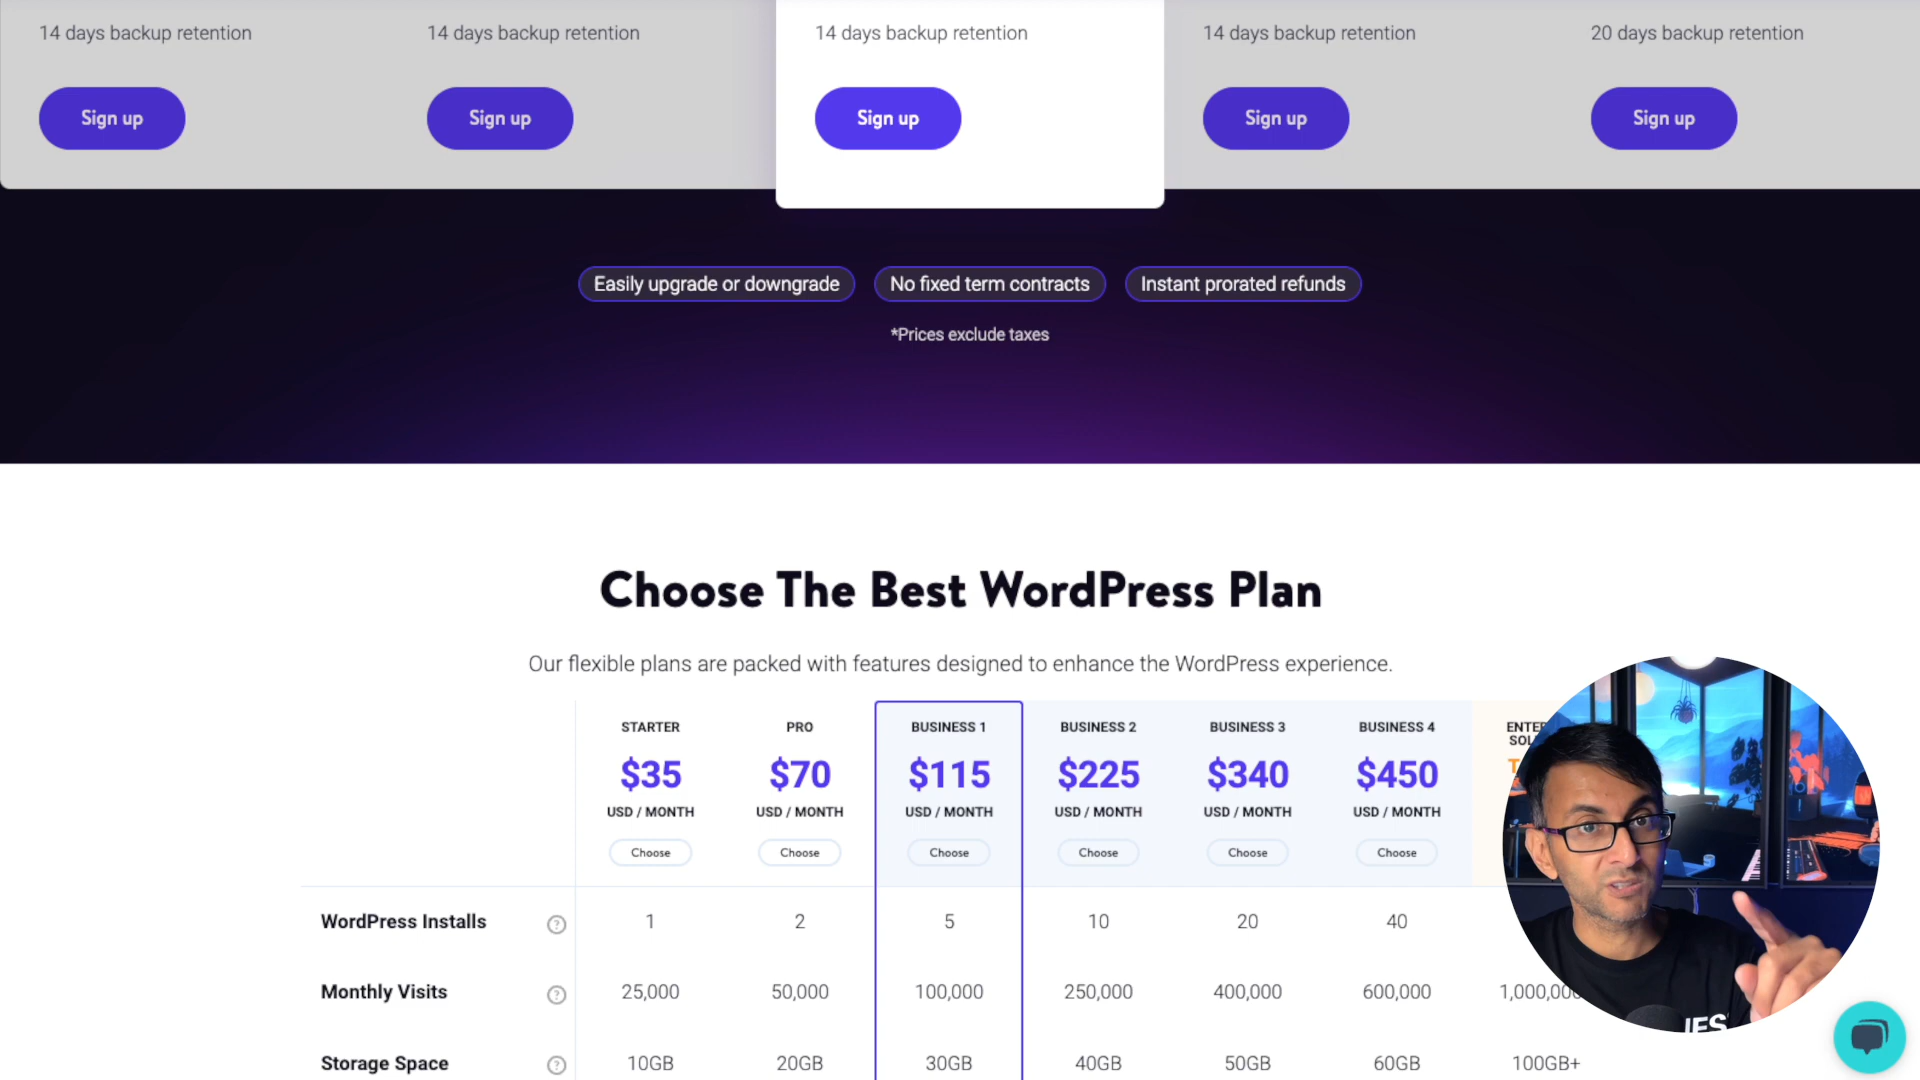 14 days backup retention
14 days backup retention
14 days backup retention
14 days backup retention
20 days backup retention
Sign up
Sign up
Sign up
Sign up
Sign up
Easily upgrade or downgrade
No fixed term contracts
Instant prorated refunds
*Prices exclude taxes
Choose The Best WordPress Plan
Our flexible plans are packed with features designed to enhance the WordPress experience.
STARTER
$35
USD / MONTH
Choose
PRO
$70
USD / MONTH
Choose
BUSINESS 1
$115
USD / MONTH
Choose
BUSINESS 2
$225
USD / MONTH
Choose
BUSINESS 3
$340
USD / MONTH
Choose
BUSINESS 4
$450
USD / MONTH
Choose
WordPress Installs ? 1 2 5 10 20 40
Monthly Visits ? 25,000 50,000 100,000 250,000 400,000 600,000
Storage Space ? 10GB 20GB 30GB 40GB 50GB 60GB 100GB+